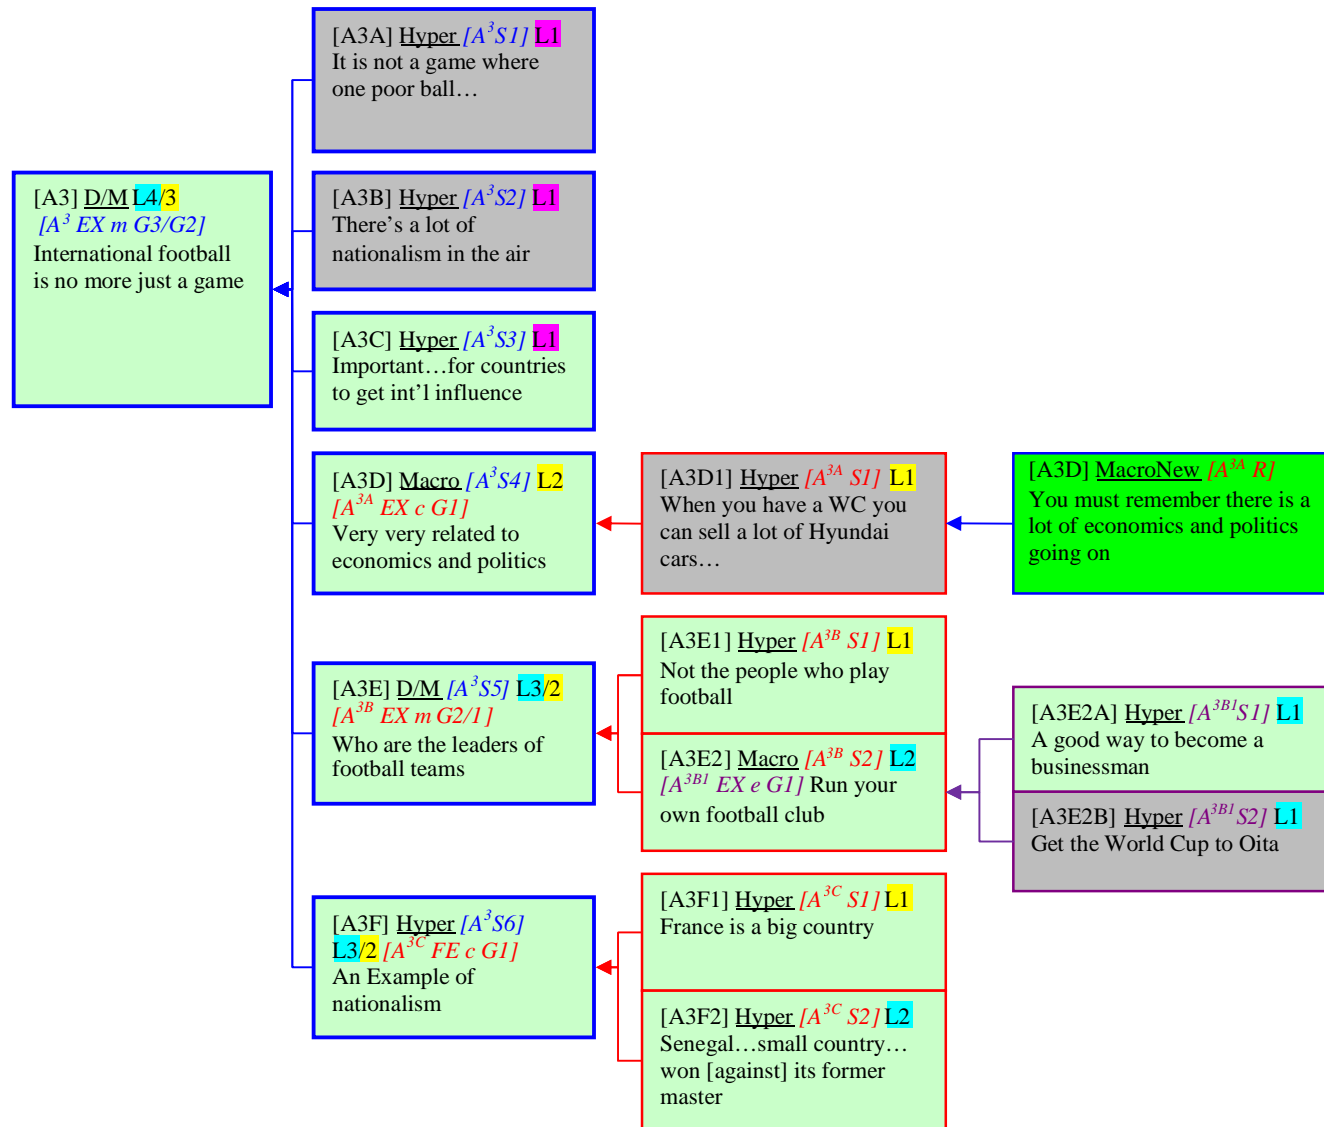 [A3A] Hyper [A³S1] L1
It is not a game where
one poor ball…
[A3] D/M L4/3
[A³ EX m G3/G2]
International football
is no more just a game
[A3B] Hyper [A³S2] L1
There’s a lot of
nationalism in the air
[A3C] Hyper [A³S3] L1
Important…for countries
to get int’l influence
[A3D] Macro [A³S4] L2
[A³ᴬ EX c G1]
Very very related to
economics and politics
[A3D1] Hyper [A³ᴬ S1] L1
When you have a WC you
can sell a lot of Hyundai
cars…
[A3D] MacroNew [A³ᴬ R]
You must remember there is a
lot of economics and politics
going on
[A3E] D/M [A³S5] L3/2
[A³ᴮ EX m G2/1]
Who are the leaders of
football teams
[A3E1] Hyper [A³ᴮ S1] L1
Not the people who play
football
[A3E2] Macro [A³ᴮ S2] L2
[A³ᴮ¹ EX e G1] Run your
own football club
[A3E2A] Hyper [A³ᴮ¹S1] L1
A good way to become a
businessman
[A3E2B] Hyper [A³ᴮ¹S2] L1
Get the World Cup to Oita
[A3F] Hyper [A³S6]
L3/2 [A³ᶜ FE c G1]
An Example of
nationalism
[A3F1] Hyper [A³ᶜ S1] L1
France is a big country
[A3F2] Hyper [A³ᶜ S2] L2
Senegal…small country…
won [against] its former
master